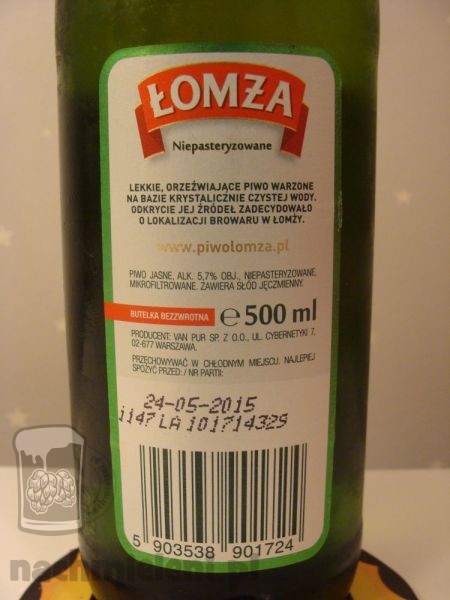 ŁOMŻA
Niepasteryzowane
LEKKIE, ORZEŹWIAJĄCE PIWO WARZONE
NA BAZIE KRYSTALICZNIE CZYSTEJ WODY.
ODKRYCIE JEJ ŹRÓDEŁ ZADECYDOWAŁO
O LOKALIZACJI BROWARU W ŁOMŻY.
www.piwolomza.pl
PIWO JASNE, ALK. 5,7% OBJ., NIEPASTERYZOWANE,
MIKROFILTROWANE. ZAWIERA SŁÓD JĘCZMIENNY.
BUTELKA BEZZWROTNA ℮ 500 ml
PRODUCENT: VAN PUR SP. Z O.O., UL. CYBERNETYKI 7,
02-677 WARSZAWA.
PRZECHOWYWAĆ W CHŁODNYM MIEJSCU. NAJLEPIEJ
SPOŻYĆ PRZED: / NR PARTII:
24-05-2015
1147 LA 101714329
5 903538 901724
nachmieleni.pl